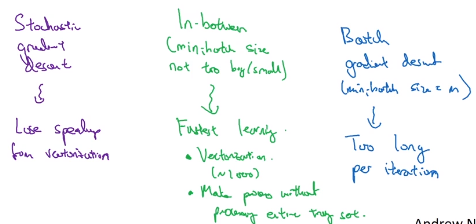 Stochastic
gradient
descent
Lose speedup
from vectorization
In-between
(mini-batch size
not too big/small)
Fastest learning.
• Vectorization.
(~1000)
• Make progress without
processing entire training set.
Batch
gradient descent
(mini-batch size = m)
Too long
per iteration
Andrew N